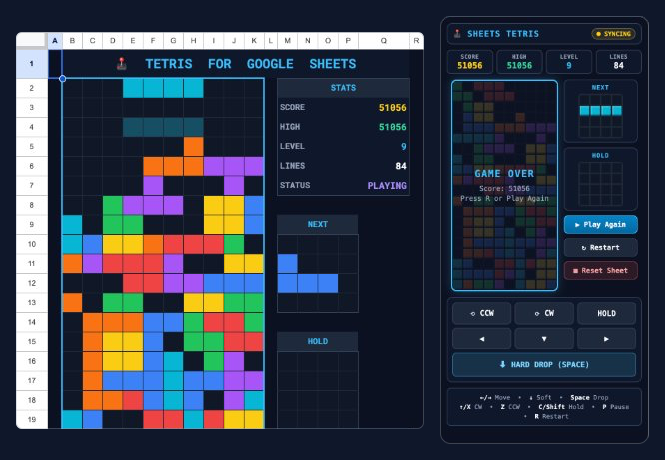 A B C D E F G H I J K L M N O P Q R
1 🕹️ TETRIS FOR GOOGLE SHEETS
2 STATS
3 SCORE 51056
4 HIGH 51056
5 LEVEL 9
6 LINES 84
7 STATUS PLAYING
8
9 NEXT
10
11
12
13
14
15 HOLD
16
17
18
19
🕹️ SHEETS TETRIS
● SYNCING
SCORE HIGH LEVEL LINES
51056 51056 9 84
GAME OVER
Score: 51056
Press R or Play Again
NEXT
HOLD
▶ Play Again
↻ Restart
■ Reset Sheet
⟲ CCW ⟳ CW HOLD
◀ ▼ ▶
⬇ HARD DROP (SPACE)
←/→ Move • ↓ Soft • Space Drop
↑/X CW • Z CCW • C/Shift Hold • P Pause
• R Restart